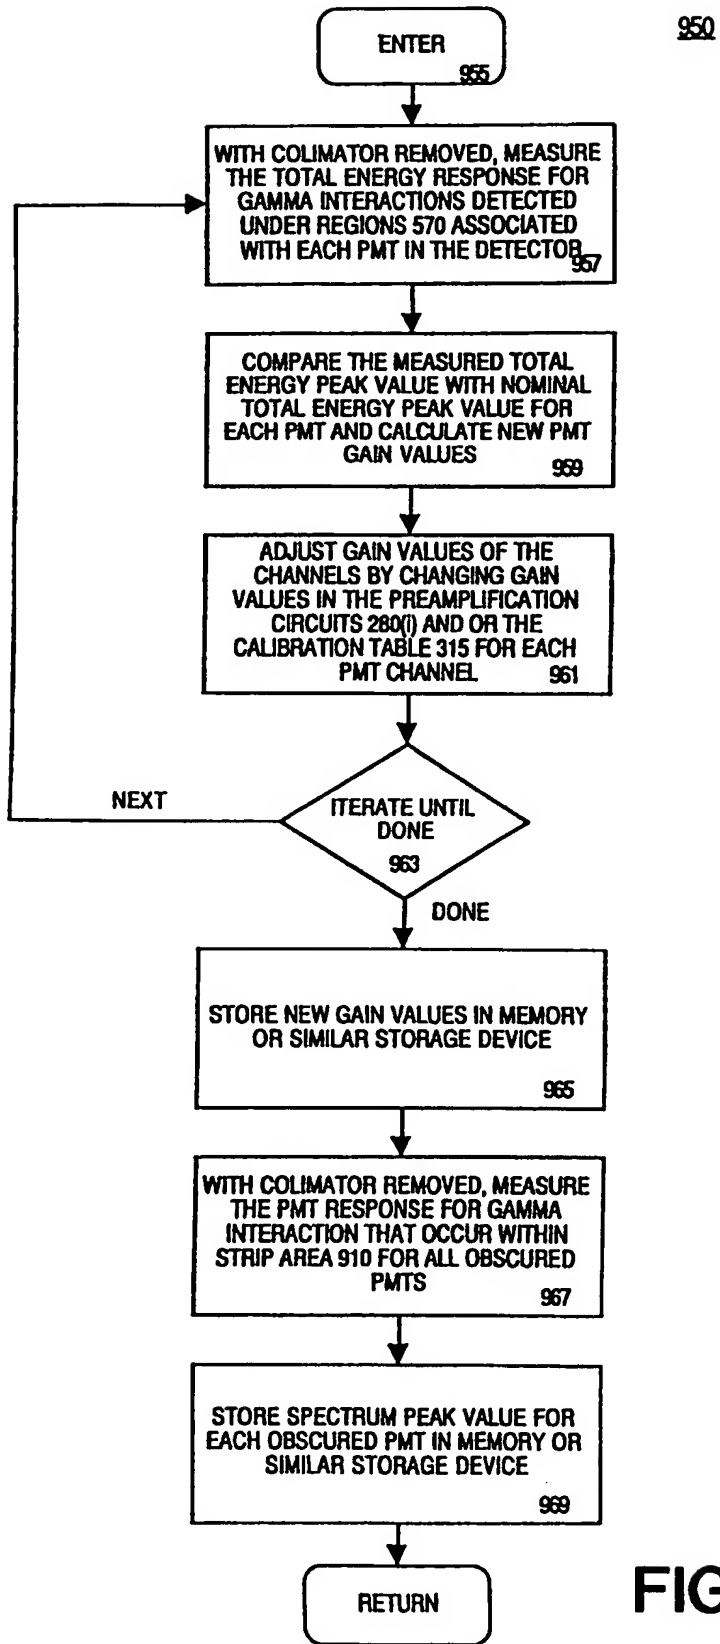 950
ENTER
955
WITH COLIMATOR REMOVED, MEASURE
THE TOTAL ENERGY RESPONSE FOR
GAMMA INTERACTIONS DETECTED
UNDER REGIONS 570 ASSOCIATED
WITH EACH PMT IN THE DETECTOR
957
COMPARE THE MEASURED TOTAL
ENERGY PEAK VALUE WITH NOMINAL
TOTAL ENERGY PEAK VALUE FOR
EACH PMT AND CALCULATE NEW PMT
GAIN VALUES
959
ADJUST GAIN VALUES OF THE
CHANNELS BY CHANGING GAIN
VALUES IN THE PREAMPLIFICATION
CIRCUITS 280(i) AND OR THE
CALIBRATION TABLE 315 FOR EACH
PMT CHANNEL
961
NEXT
ITERATE UNTIL
DONE
963
DONE
STORE NEW GAIN VALUES IN MEMORY
OR SIMILAR STORAGE DEVICE
965
WITH COLIMATOR REMOVED, MEASURE
THE PMT RESPONSE FOR GAMMA
INTERACTION THAT OCCUR WITHIN
STRIP AREA 910 FOR ALL OBSCURED
PMTS
967
STORE SPECTRUM PEAK VALUE FOR
EACH OBSCURED PMT IN MEMORY OR
SIMILAR STORAGE DEVICE
969
RETURN
FIG